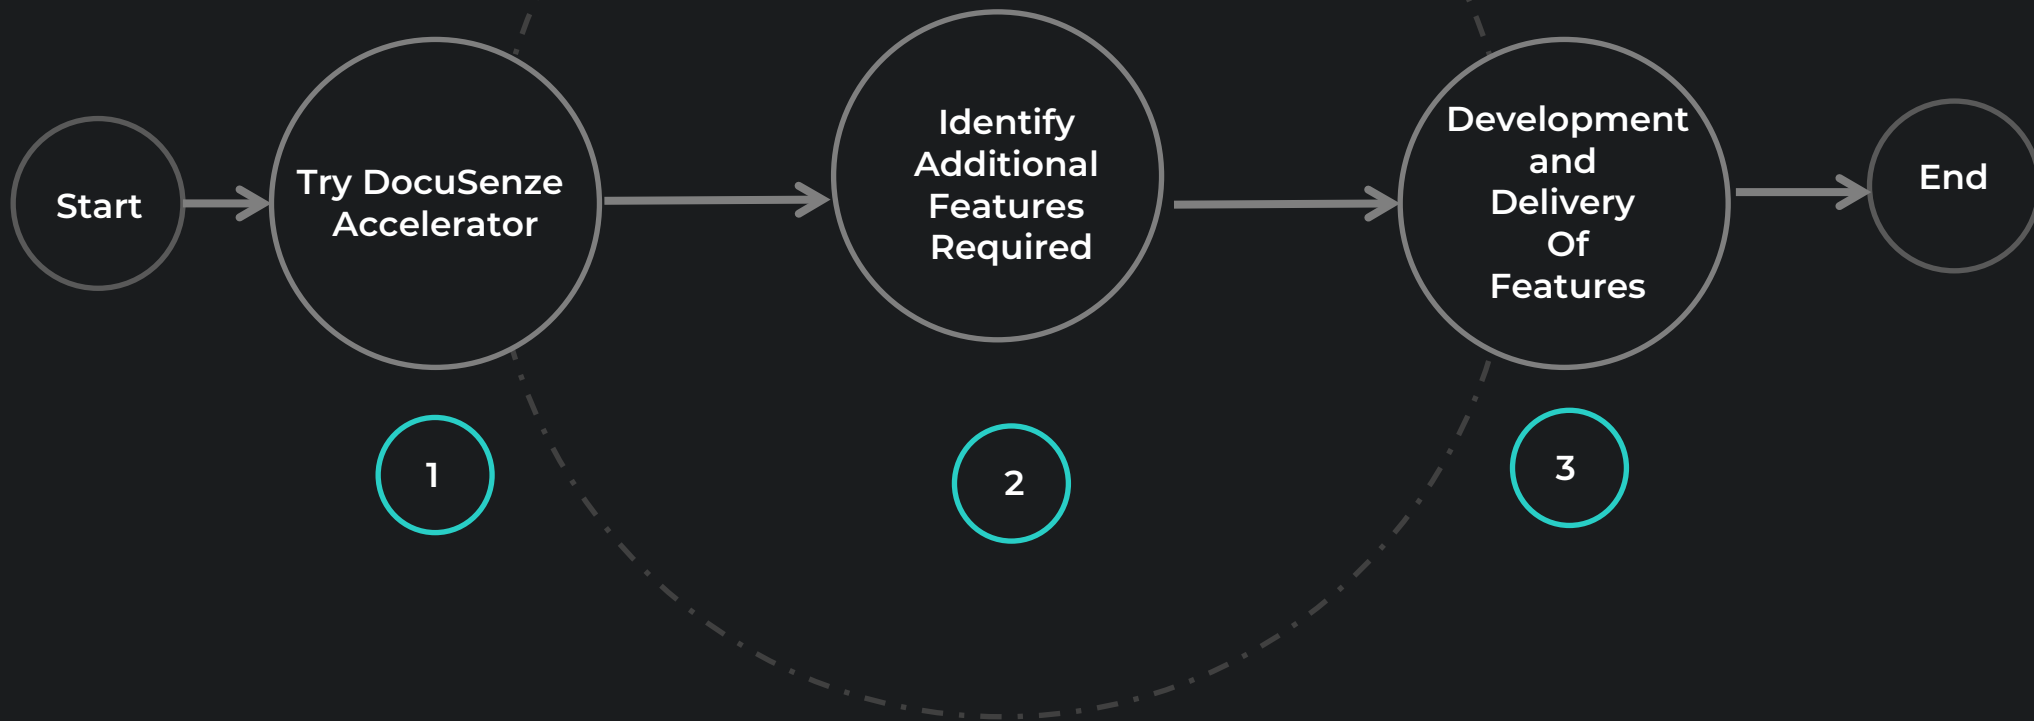 Start
Try DocuSenze
Accelerator
Identify
Additional
Features
Required
Development
and
Delivery
Of
Features
End
1
2
3